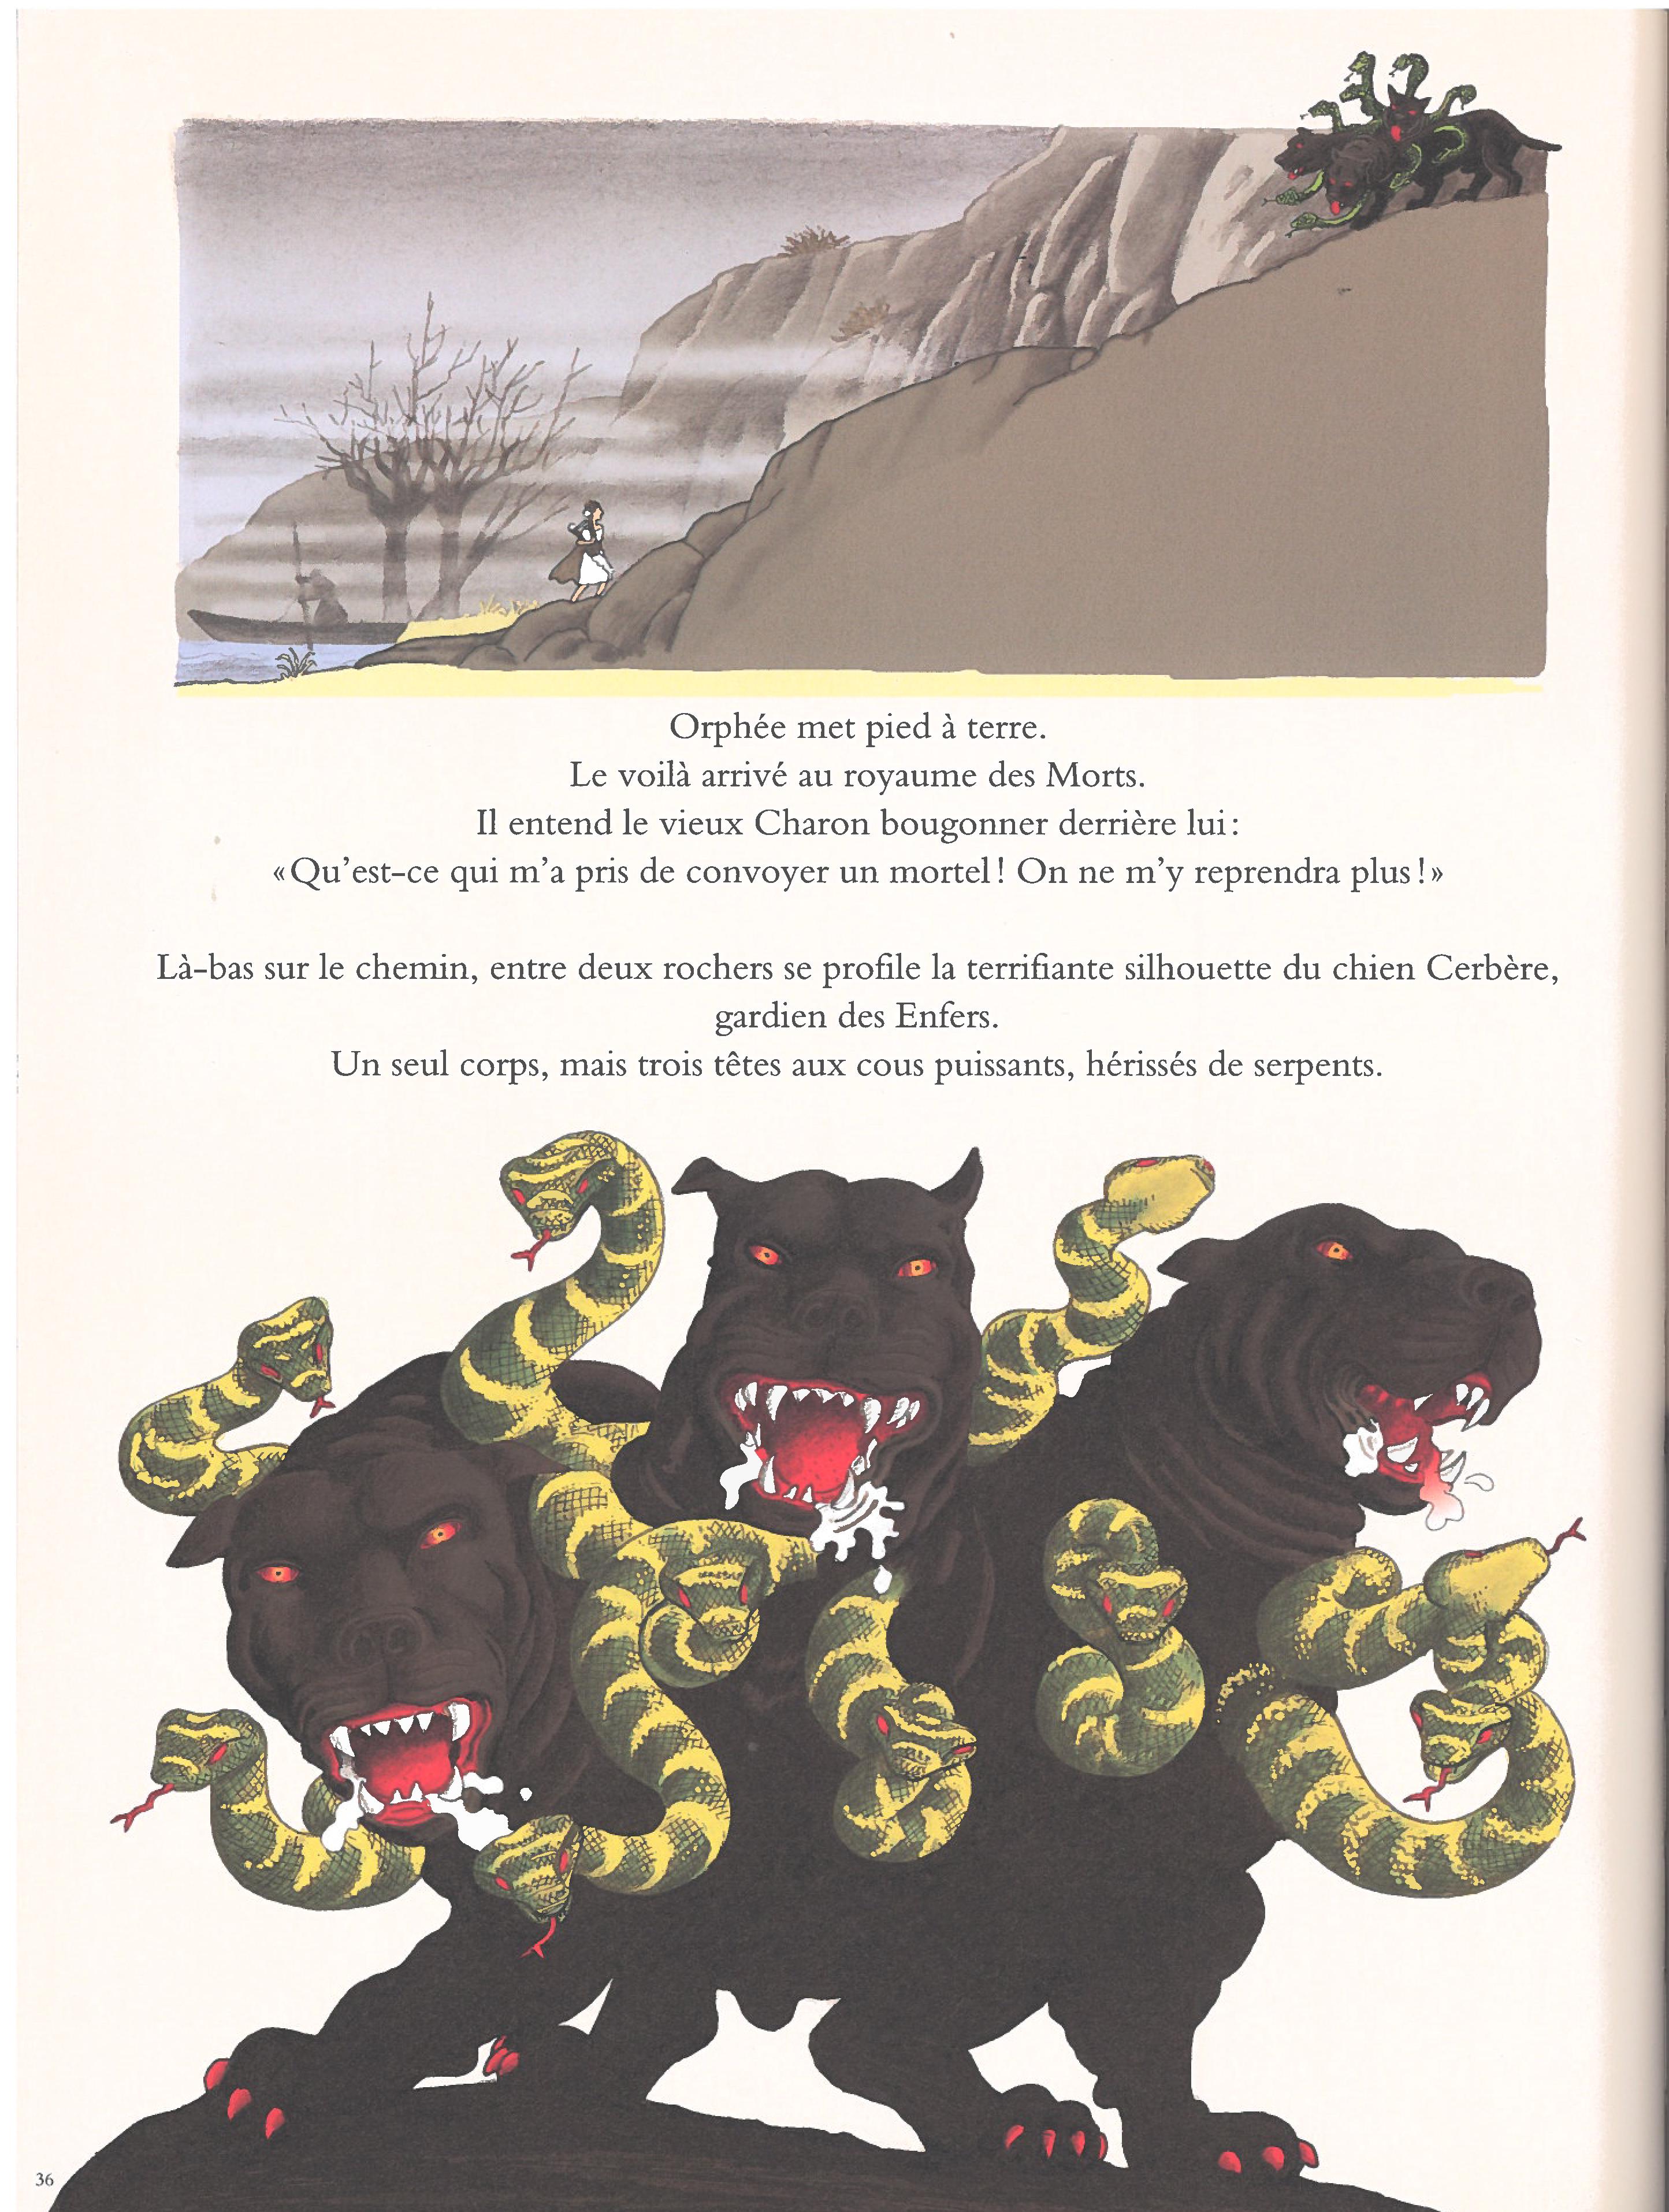 Orphée met pied à terre.
Le voilà arrivé au royaume des Morts.
Il entend le vieux Charon bougonner derrière lui :
« Qu’est-ce qui m’a pris de convoyer un mortel ! On ne m’y reprendra plus ! »
Là-bas sur le chemin, entre deux rochers se profile la terrifiante silhouette du chien Cerbère,
gardien des Enfers.
Un seul corps, mais trois têtes aux cous puissants, hérissés de serpents.
36